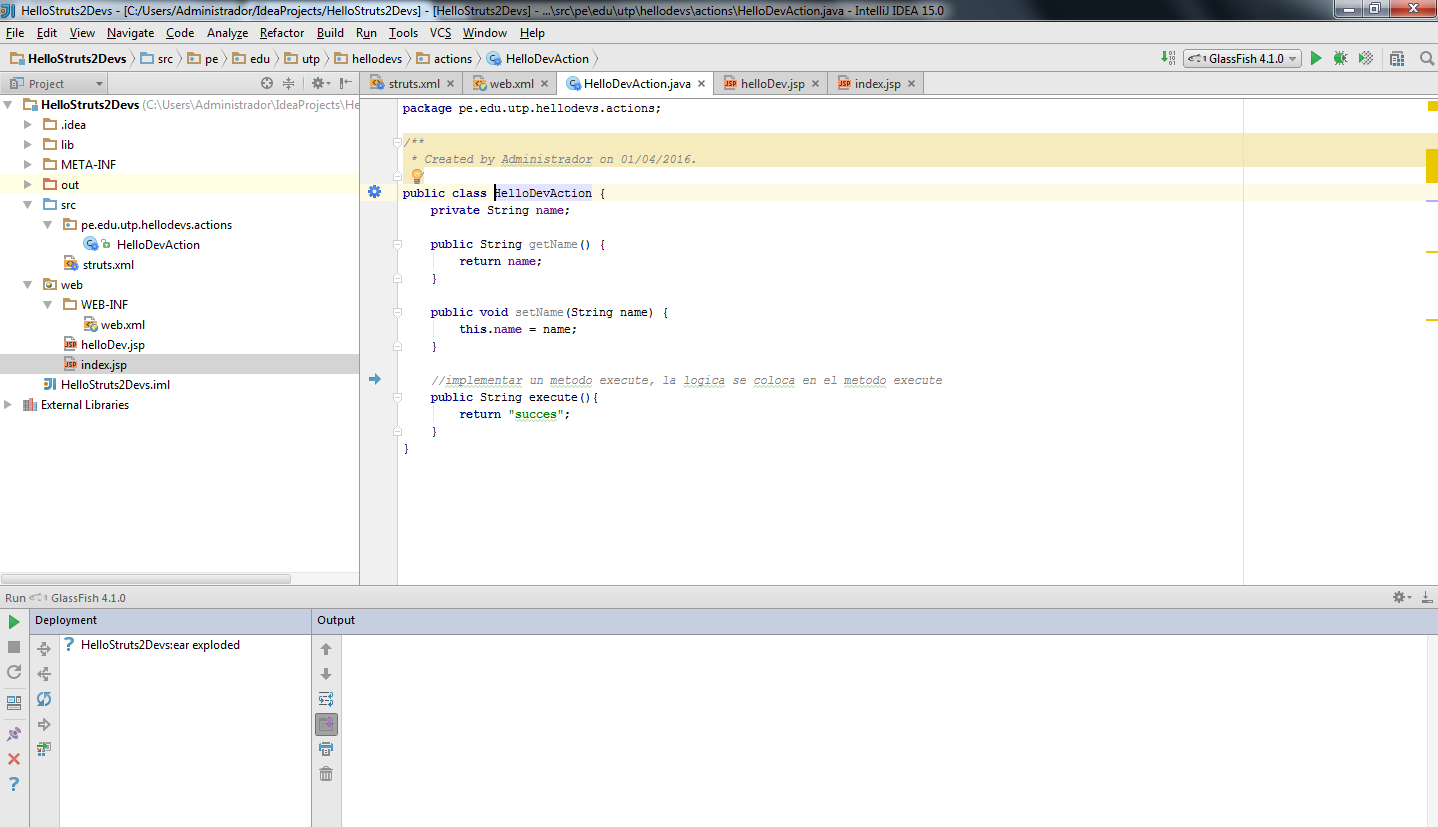 HelloStruts2Devs - [C:/Users/Administrador/IdeaProjects/HelloStruts2Devs] - [HelloStruts2Devs] - ...\src\pe\edu\utp\hellodevs\actions\HelloDevAction.java - IntelliJ IDEA 15.0
File Edit View Navigate Code Analyze Refactor Build Run Tools VCS Window Help
HelloStruts2Devs src pe edu utp hellodevs actions HelloDevAction GlassFish 4.1.0
Project struts.xml web.xml HelloDevAction.java helloDev.jsp index.jsp
HelloStruts2Devs (C:\Users\Administrador\IdeaProjects\He
.idea
lib
META-INF
out
src
pe.edu.utp.hellodevs.actions
HelloDevAction
struts.xml
web
WEB-INF
web.xml
helloDev.jsp
index.jsp
HelloStruts2Devs.iml
External Libraries
package pe.edu.utp.hellodevs.actions;
/**
* Created by Administrador on 01/04/2016.
public class HelloDevAction {
private String name;
public String getName() {
return name;
}
public void setName(String name) {
this.name = name;
}
//implementar un metodo execute, la logica se coloca en el metodo execute
public String execute(){
return "succes";
}
}
Run GlassFish 4.1.0
Deployment Output
HelloStruts2Devs:ear exploded